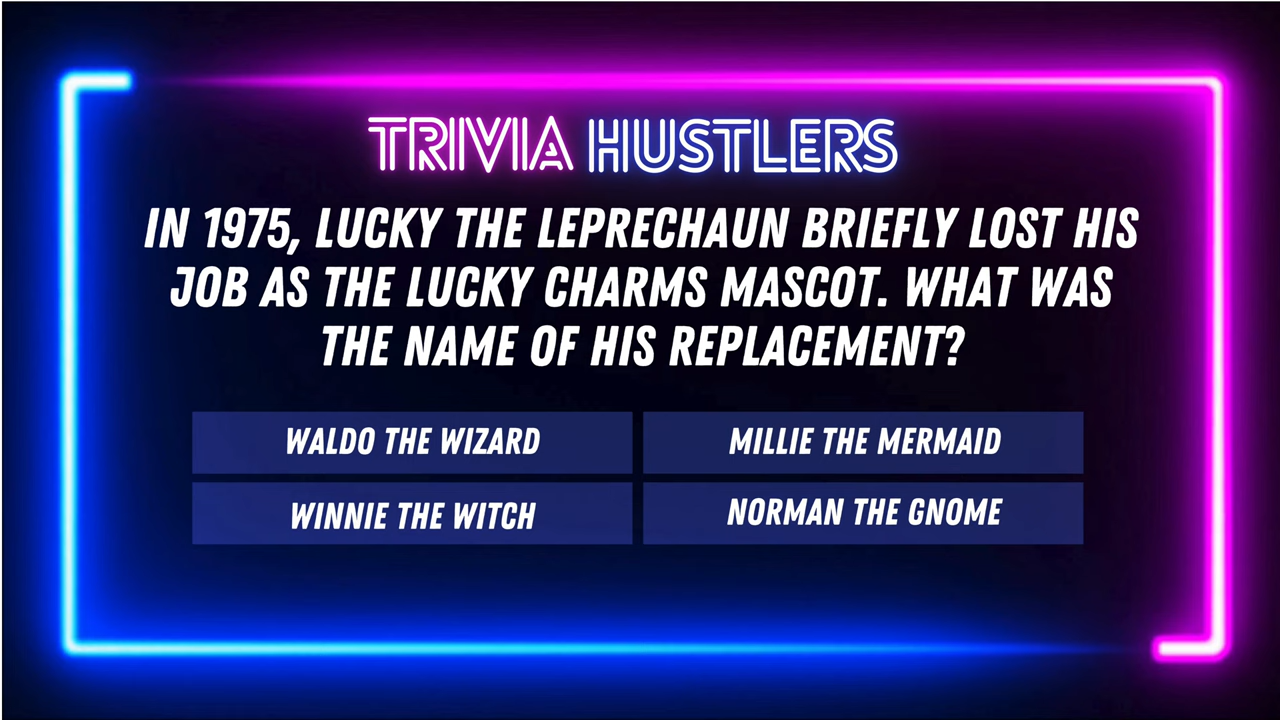 TRIVIA HUSTLERS
IN 1975, LUCKY THE LEPRECHAUN BRIEFLY LOST HIS
JOB AS THE LUCKY CHARMS MASCOT. WHAT WAS
THE NAME OF HIS REPLACEMENT?
WALDO THE WIZARD
MILLIE THE MERMAID
WINNIE THE WITCH
NORMAN THE GNOME